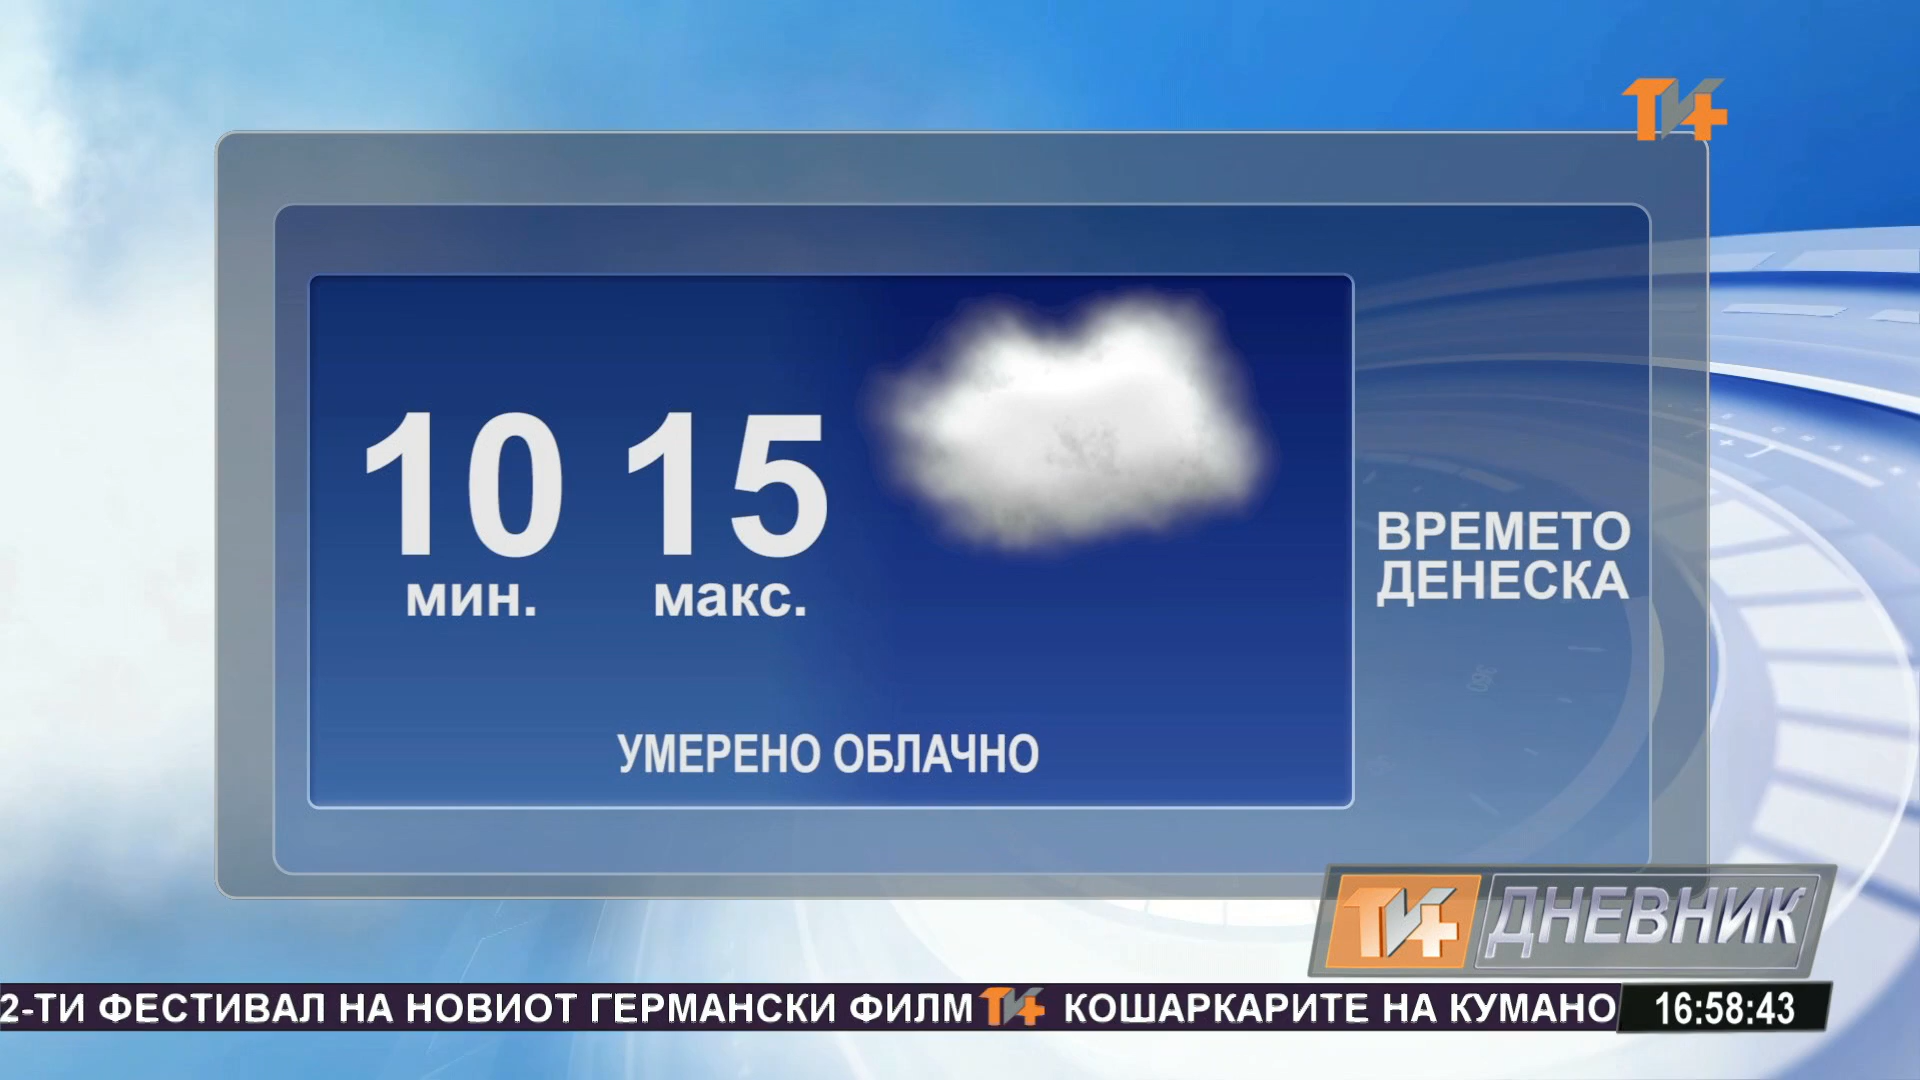 ТV+
10 15
мин. макс.
ВРЕМЕТО
ДЕНЕСКА
УМЕРЕНО ОБЛАЧНО
ТV+ ДНЕВНИК
2-ТИ ФЕСТИВАЛ НА НОВИОТ ГЕРМАНСКИ ФИЛМ ТV+ КОШАРКАРИТЕ НА КУМАНО 16:58:43